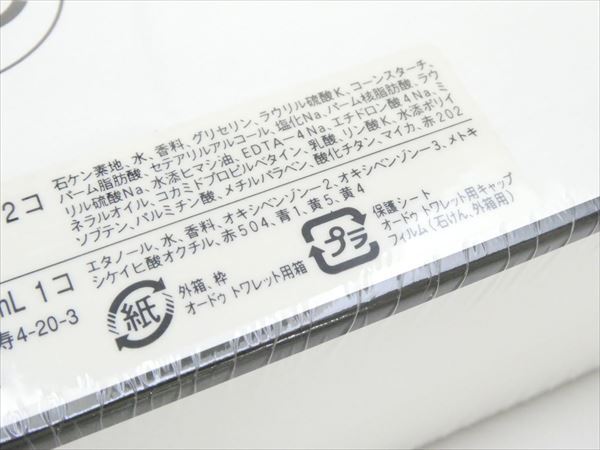 2コ
石ケン素地、水、香料、グリセリン、ラウリル硫酸K、コーンスターチ、
パーム脂肪酸、セテアリルアルコール、塩化Na、パーム核脂肪酸、ラウ
リル硫酸Na、水添ヒマシ油、EDTA-4Na、エチドロン酸4Na、ミ
ネラルオイル、コカミドプロピルベタイン、乳酸、リン酸K、水添ポリイ
ソブテン、パルミチン酸、メチルパラベン、酸化チタン、マイカ、赤202
mL 1コ
エタノール、水、香料、オキシベンゾン-2、オキシベンゾン-3、メトキ
シケイヒ酸オクチル、赤504、青1、黄5、黄4
寿4-20-3
紙
外箱、枠
オードゥ トワレット用箱
プラ
保護シート
オードゥ トワレット用キャップ
フィルム(石けん、外箱用)